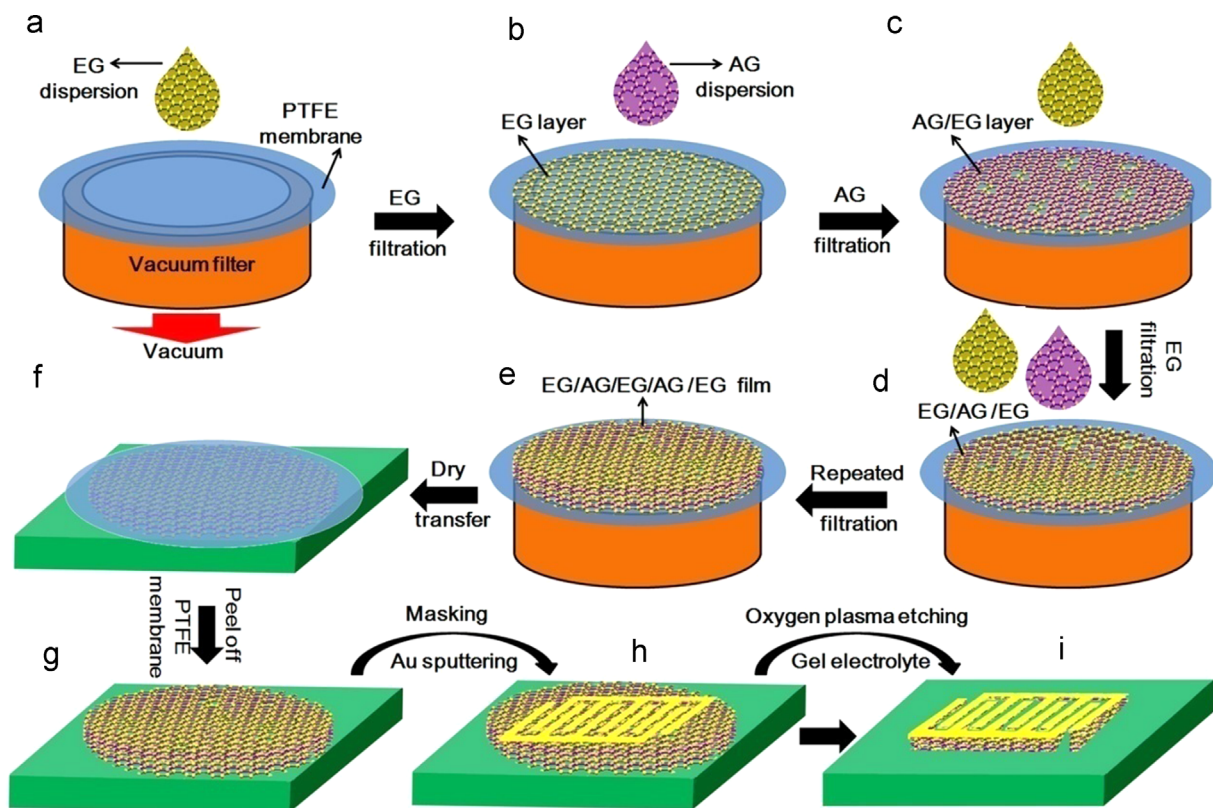 a
EG
dispersion
PTFE
membrane
Vacuum filter
Vacuum
EG
filtration
b
AG
dispersion
EG layer
AG
filtration
c
AG/EG layer
EG
filtration
d
EG/AG /EG
Repeated
filtration
e
EG/AG/EG/AG /EG film
Dry
transfer
f
Peel off
PTFE
membrane
g
Masking
Au sputtering
h
Oxygen plasma etching
Gel electrolyte
i